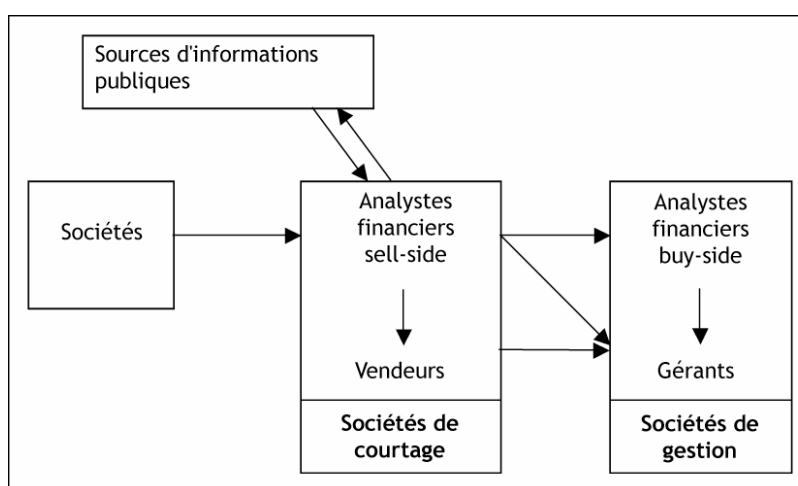 Sources d'informations
publiques
Sociétés
Analystes
financiers
sell-side
Vendeurs
Sociétés de
courtage
Analystes
financiers
buy-side
Gérants
Sociétés de
gestion